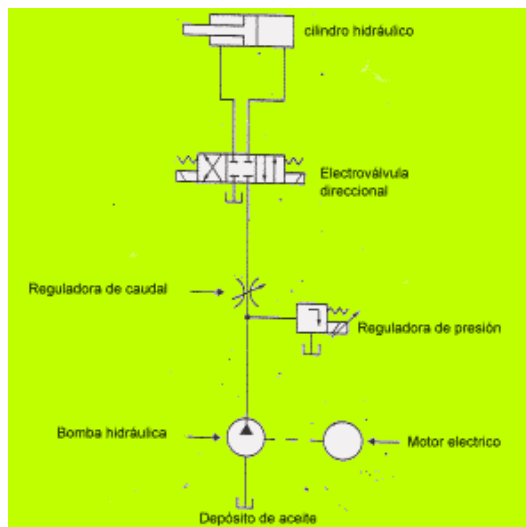 cilindro hidráulico
Electroválvula
direccional
Reguladora de caudal
Reguladora de presión
Bomba hidráulica
Motor electrico
Depósito de aceite